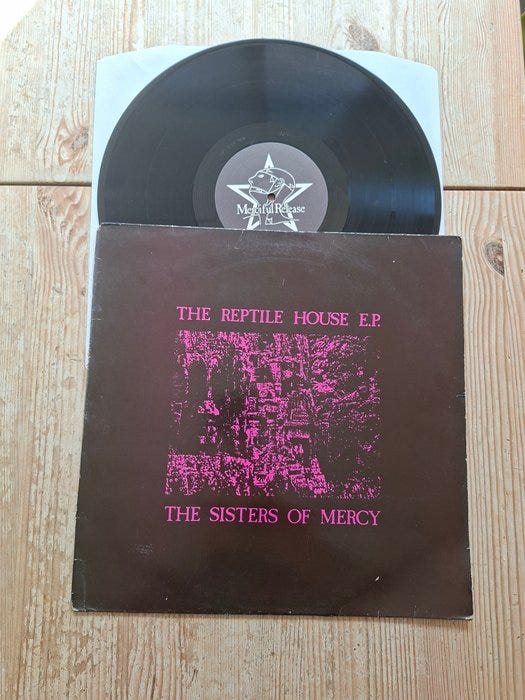 Merciful Release
THE REPTILE HOUSE E.P.
THE SISTERS OF MERCY